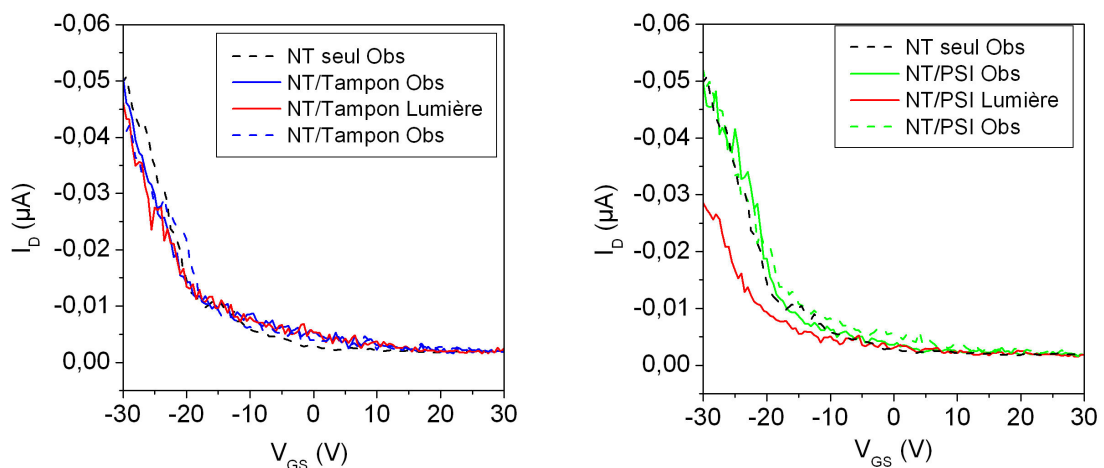 -0,06
-0,05
-0,04
-0,03
-0,02
-0,01
0,00
I_D (µA)
NT seul Obs
NT/Tampon Obs
NT/Tampon Lumière
NT/Tampon Obs
-30 -20 -10 0 10 20 30
V_GS (V)
-0,06
-0,05
-0,04
-0,03
-0,02
-0,01
0,00
I_D (µA)
NT seul Obs
NT/PSI Obs
NT/PSI Lumière
NT/PSI Obs
-30 -20 -10 0 10 20 30
V_GS (V)